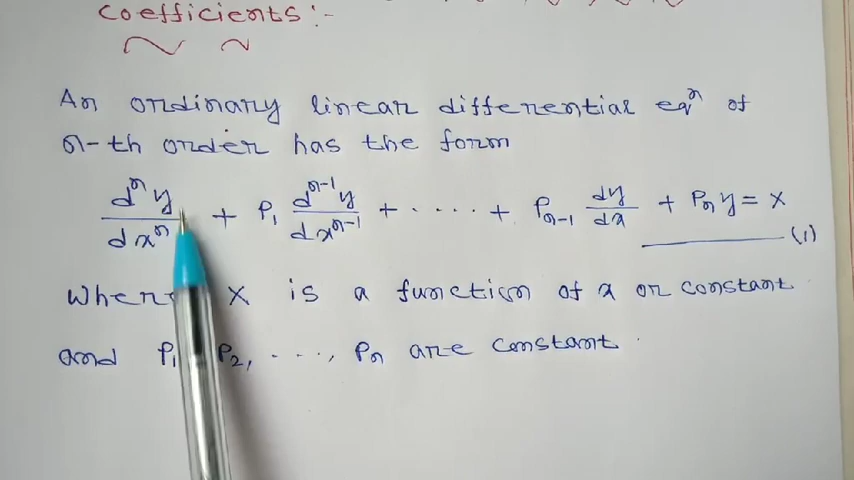 Coefficients :-
An ordinary linear differential eqⁿ of
n-th order has the form
dⁿy/dxⁿ + P₁ dⁿ⁻¹y/dxⁿ⁻¹ + ..... + Pₙ₋₁ dy/dx + Pₙy = X
(1)
Where X is a function of x or constant
and P₁ P₂, ...., Pₙ are constant.